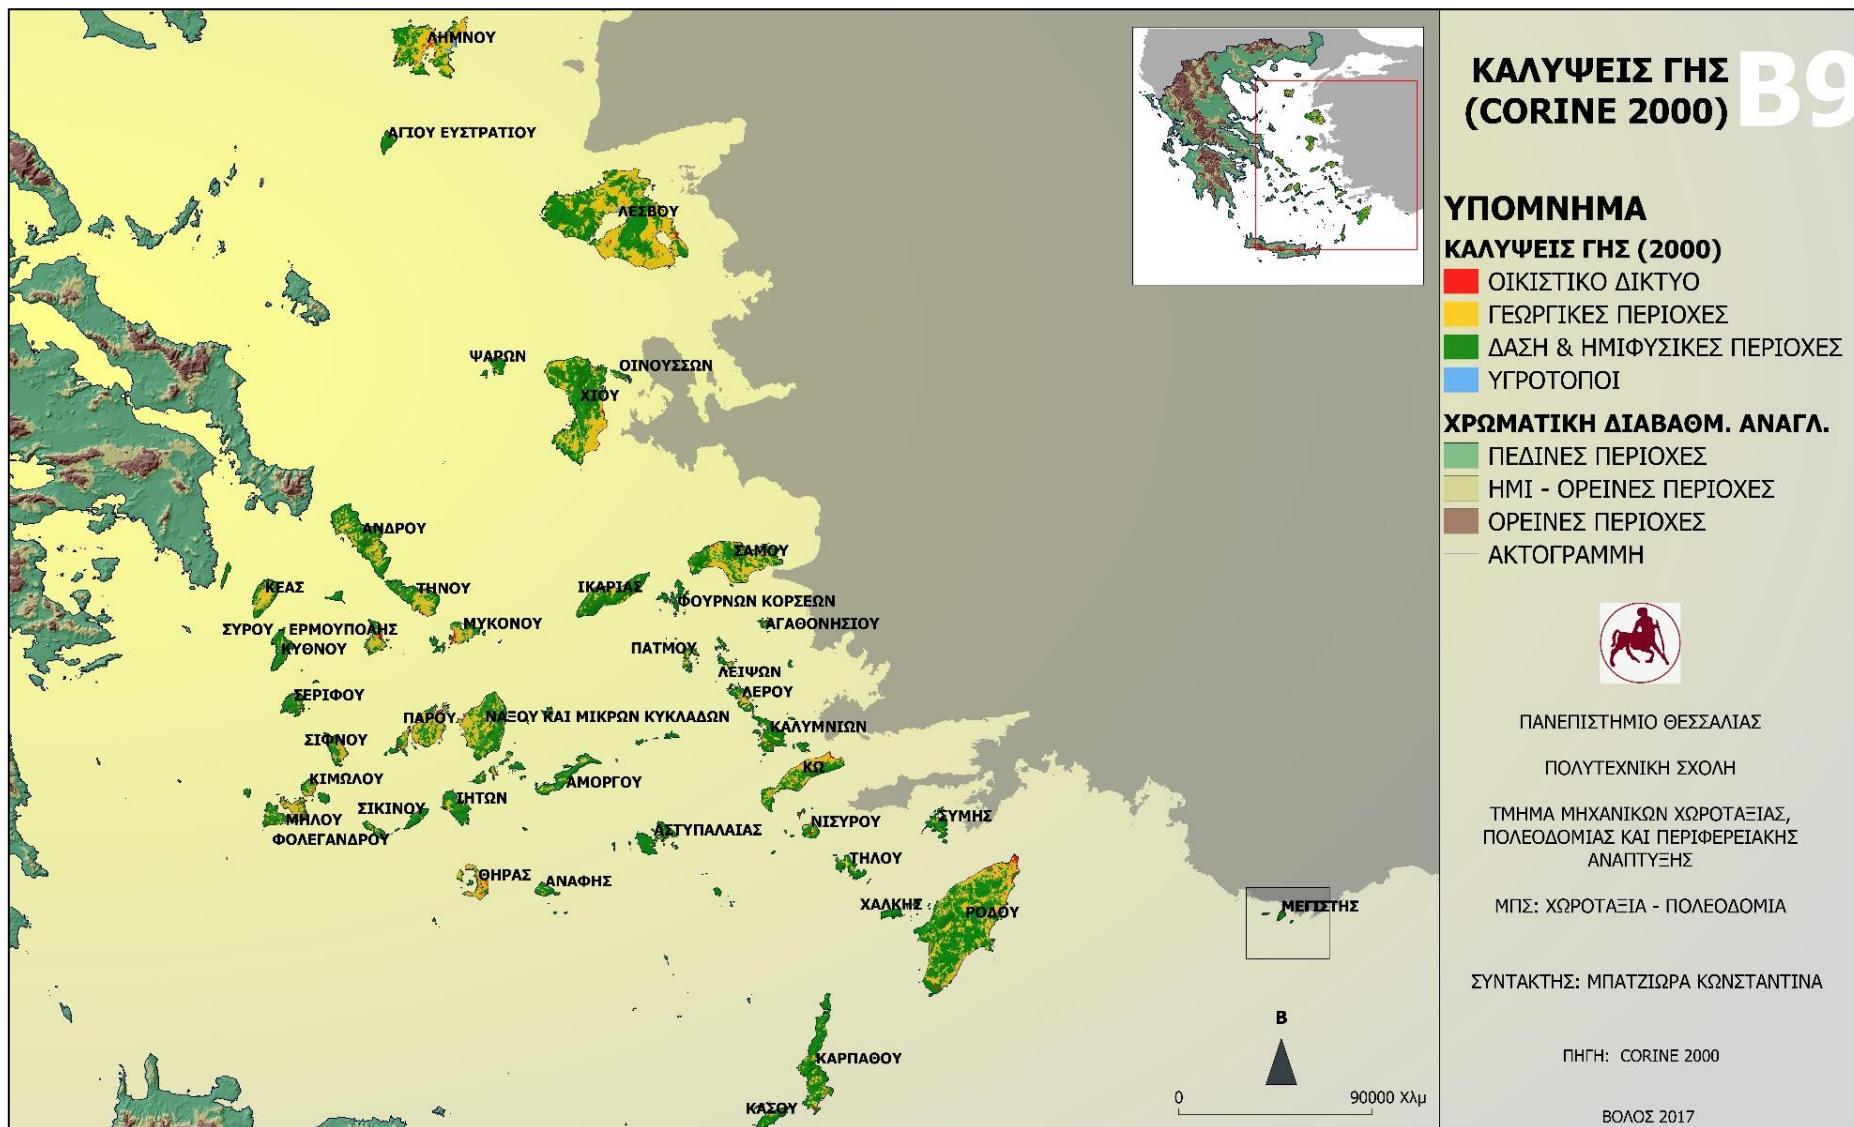 ΛΗΜΝΟΥ
ΑΓΙΟΥ ΕΥΣΤΡΑΤΙΟΥ
ΛΕΣΒΟΥ
ΨΑΡΩΝ
ΟΙΝΟΥΣΣΩΝ
ΧΙΟΥ
ΑΝΔΡΟΥ
ΣΑΜΟΥ
ΚΕΑΣ
ΤΗΝΟΥ
ΙΚΑΡΙΑΣ
ΦΟΥΡΝΩΝ ΚΟΡΣΕΩΝ
ΣΥΡΟΥ - ΕΡΜΟΥΠΟΛΗΣ
ΜΥΚΟΝΟΥ
ΑΓΑΘΟΝΗΣΙΟΥ
ΚΥΘΝΟΥ
ΠΑΤΜΟΥ
ΛΕΙΨΩΝ
ΣΕΡΙΦΟΥ
ΛΕΡΟΥ
ΠΑΡΟΥ
ΝΑΞΟΥ ΚΑΙ ΜΙΚΡΩΝ ΚΥΚΛΑΔΩΝ
ΚΑΛΥΜΝΙΩΝ
ΣΙΦΝΟΥ
ΚΩ
ΚΙΜΩΛΟΥ
ΑΜΟΡΓΟΥ
ΣΙΚΙΝΟΥ
ΙΗΤΩΝ
ΜΗΛΟΥ
ΝΙΣΥΡΟΥ
ΣΥΜΗΣ
ΦΟΛΕΓΑΝΔΡΟΥ
ΑΣΤΥΠΑΛΑΙΑΣ
ΤΗΛΟΥ
ΘΗΡΑΣ
ΑΝΑΦΗΣ
ΧΑΛΚΗΣ
ΡΟΔΟΥ
ΜΕΓΙΣΤΗΣ
ΚΑΡΠΑΘΟΥ
ΚΑΣΟΥ
Β
0 90000 Χλμ
ΚΑΛΥΨΕΙΣ ΓΗΣ
(CORINE 2000)
B9
ΥΠΟΜΝΗΜΑ
ΚΑΛΥΨΕΙΣ ΓΗΣ (2000)
ΟΙΚΙΣΤΙΚΟ ΔΙΚΤΥΟ
ΓΕΩΡΓΙΚΕΣ ΠΕΡΙΟΧΕΣ
ΔΑΣΗ & ΗΜΙΦΥΣΙΚΕΣ ΠΕΡΙΟΧΕΣ
ΥΓΡΟΤΟΠΟΙ
ΧΡΩΜΑΤΙΚΗ ΔΙΑΒΑΘΜ. ΑΝΑΓΛ.
ΠΕΔΙΝΕΣ ΠΕΡΙΟΧΕΣ
ΗΜΙ - ΟΡΕΙΝΕΣ ΠΕΡΙΟΧΕΣ
ΟΡΕΙΝΕΣ ΠΕΡΙΟΧΕΣ
ΑΚΤΟΓΡΑΜΜΗ
ΠΑΝΕΠΙΣΤΗΜΙΟ ΘΕΣΣΑΛΙΑΣ
ΠΟΛΥΤΕΧΝΙΚΗ ΣΧΟΛΗ
ΤΜΗΜΑ ΜΗΧΑΝΙΚΩΝ ΧΩΡΟΤΑΞΙΑΣ,
ΠΟΛΕΟΔΟΜΙΑΣ ΚΑΙ ΠΕΡΙΦΕΡΕΙΑΚΗΣ
ΑΝΑΠΤΥΞΗΣ
ΜΠΣ: ΧΩΡΟΤΑΞΙΑ - ΠΟΛΕΟΔΟΜΙΑ
ΣΥΝΤΑΚΤΗΣ: ΜΠΑΤΖΙΩΡΑ ΚΩΝΣΤΑΝΤΙΝΑ
ΠΗΓΗ: CORINE 2000
ΒΟΛΟΣ 2017